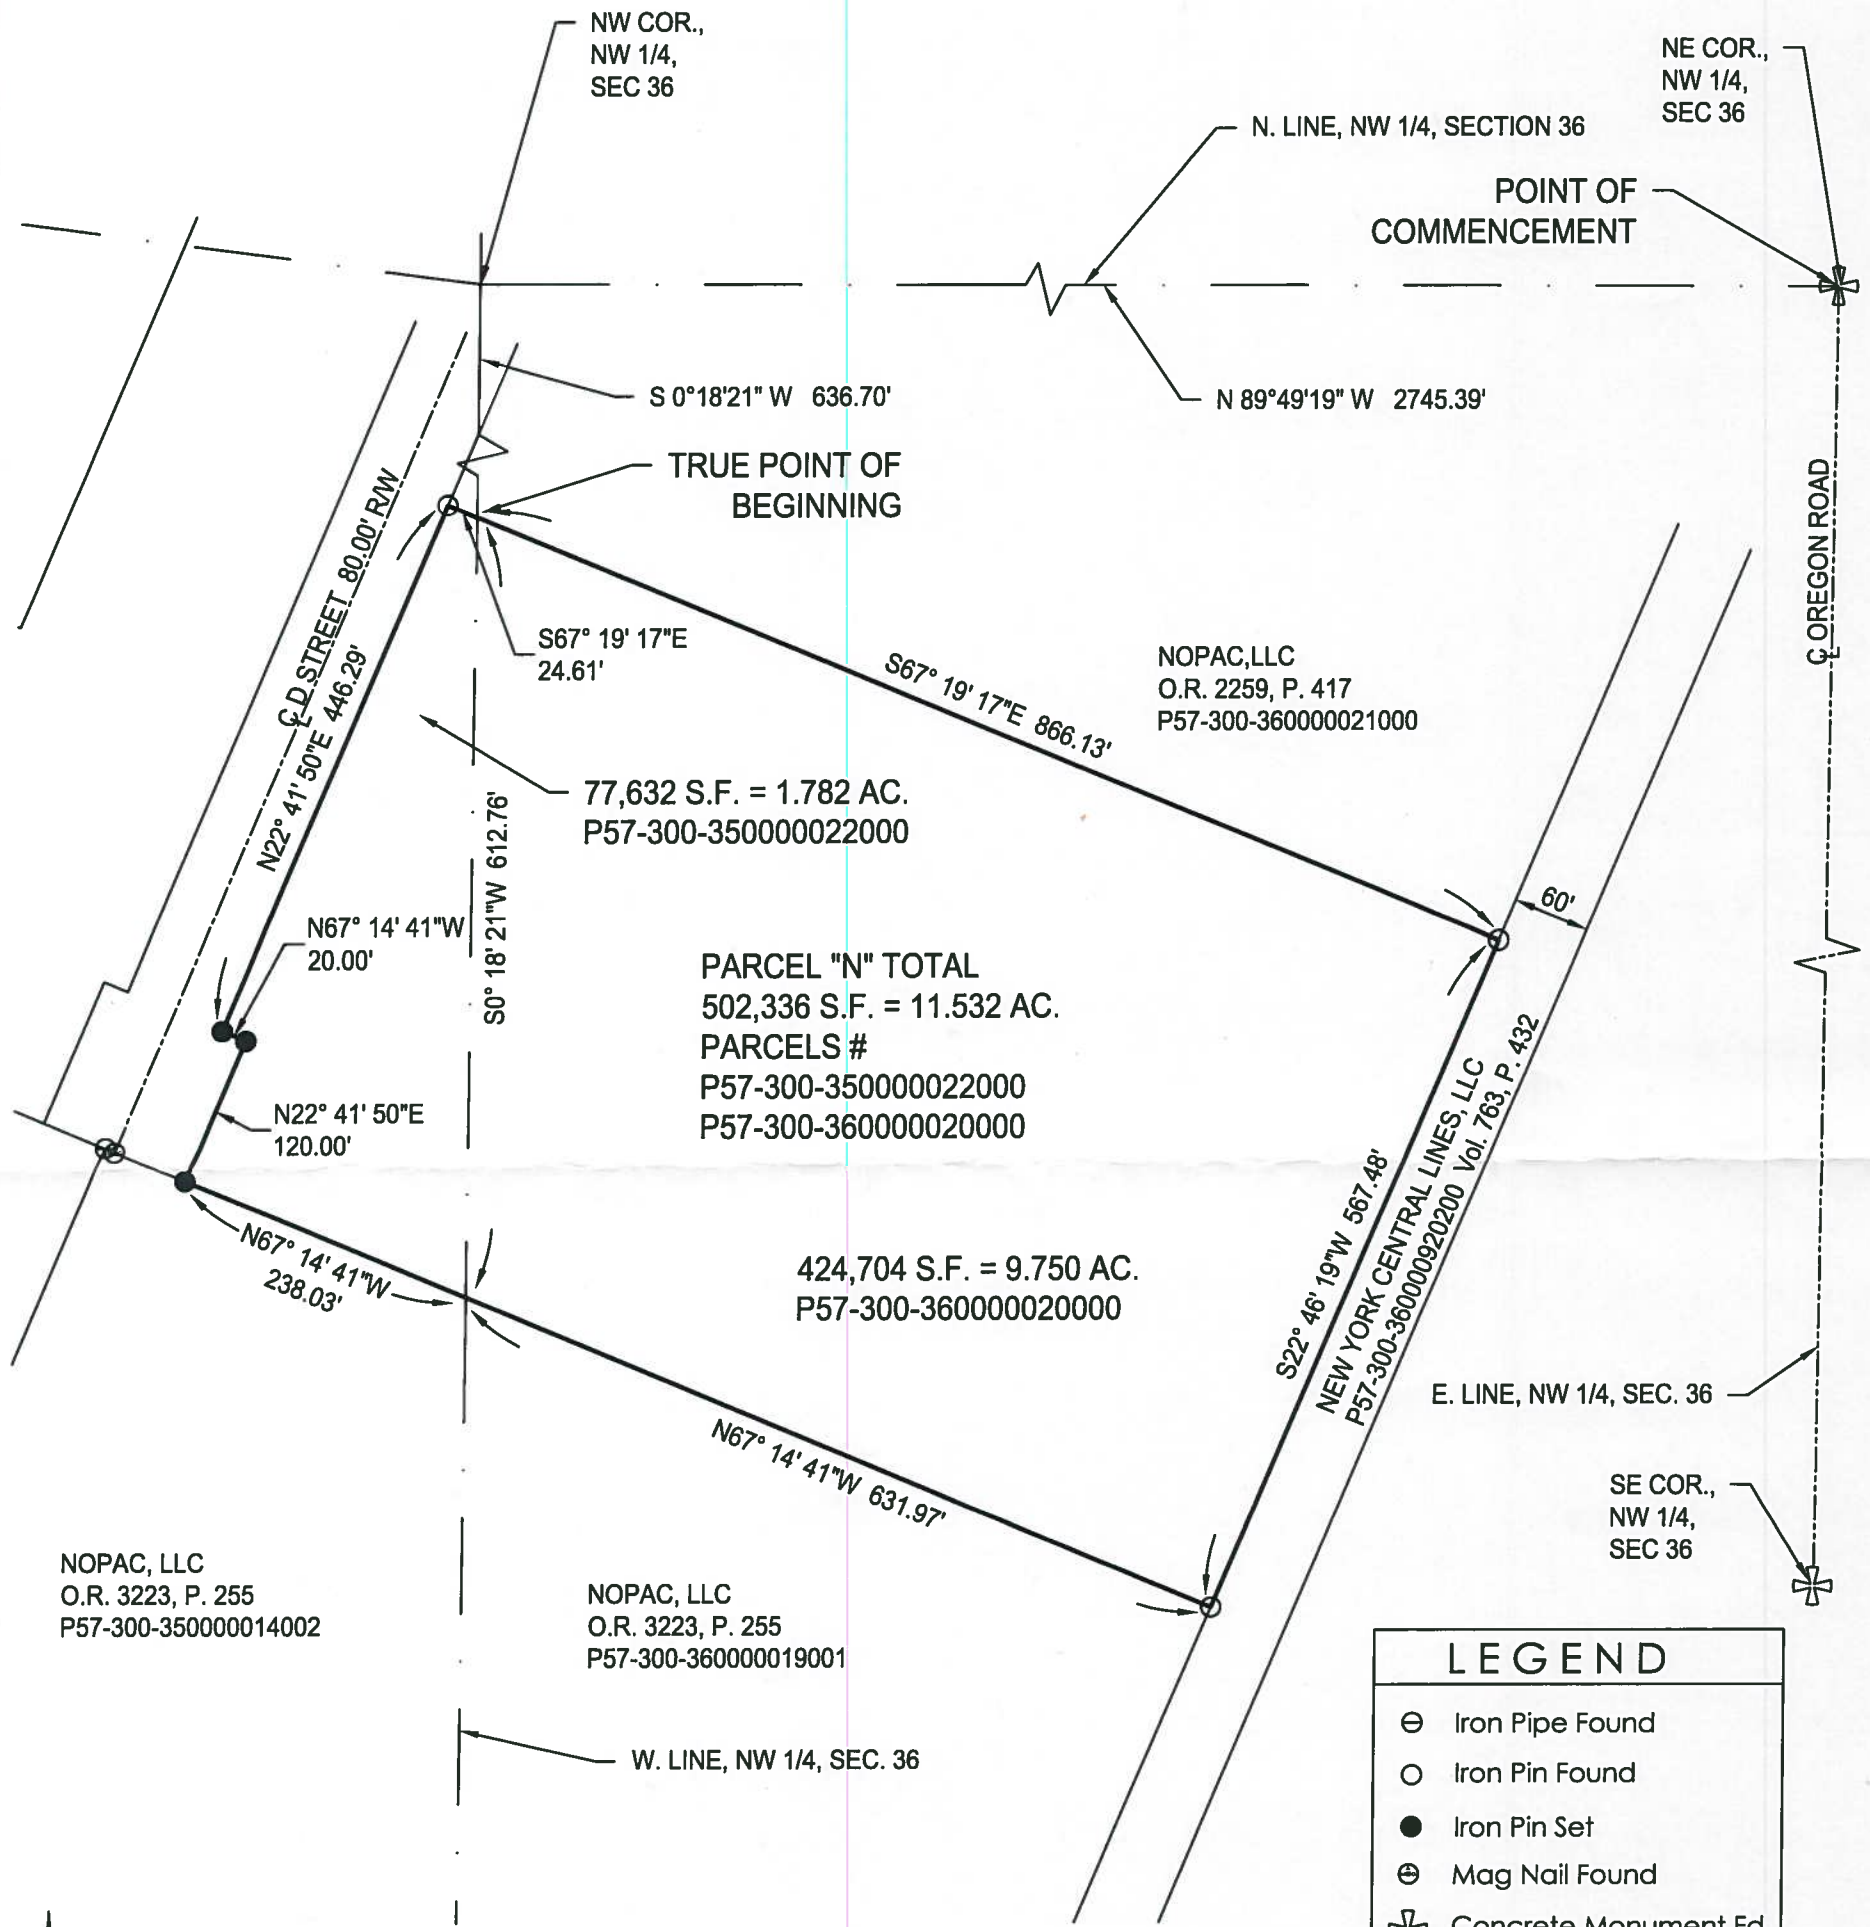 NW COR.,
NW 1/4,
SEC 36
NE COR.,
NW 1/4,
SEC 36
N. LINE, NW 1/4, SECTION 36
POINT OF
COMMENCEMENT
S 0°18'21" W 636.70'
N 89°49'19" W 2745.39'
TRUE POINT OF
BEGINNING
℄ D STREET 80.00' R/W
N22° 41' 50"E 446.29'
S67° 19' 17"E
24.61'
S67° 19' 17"E 866.13'
NOPAC,LLC
O.R. 2259, P. 417
P57-300-360000021000
℄ OREGON ROAD
77,632 S.F. = 1.782 AC.
P57-300-350000022000
S0° 18' 21"W 612.76'
N67° 14' 41"W
20.00'
60'
PARCEL "N" TOTAL
502,336 S.F. = 11.532 AC.
PARCELS #
P57-300-350000022000
P57-300-360000020000
N22° 41' 50"E
120.00'
N67° 14' 41"W
238.03'
424,704 S.F. = 9.750 AC.
P57-300-360000020000
S22° 46' 19"W 567.48'
NEW YORK CENTRAL LINES, LLC
P57-300-360000920200 Vol. 763, P. 432
E. LINE, NW 1/4, SEC. 36
N67° 14' 41"W 631.97'
SE COR.,
NW 1/4,
SEC 36
NOPAC, LLC
O.R. 3223, P. 255
P57-300-350000014002
NOPAC, LLC
O.R. 3223, P. 255
P57-300-360000019001
W. LINE, NW 1/4, SEC. 36
LEGEND
Iron Pipe Found
Iron Pin Found
Iron Pin Set
Mag Nail Found
Concrete Monument Fd